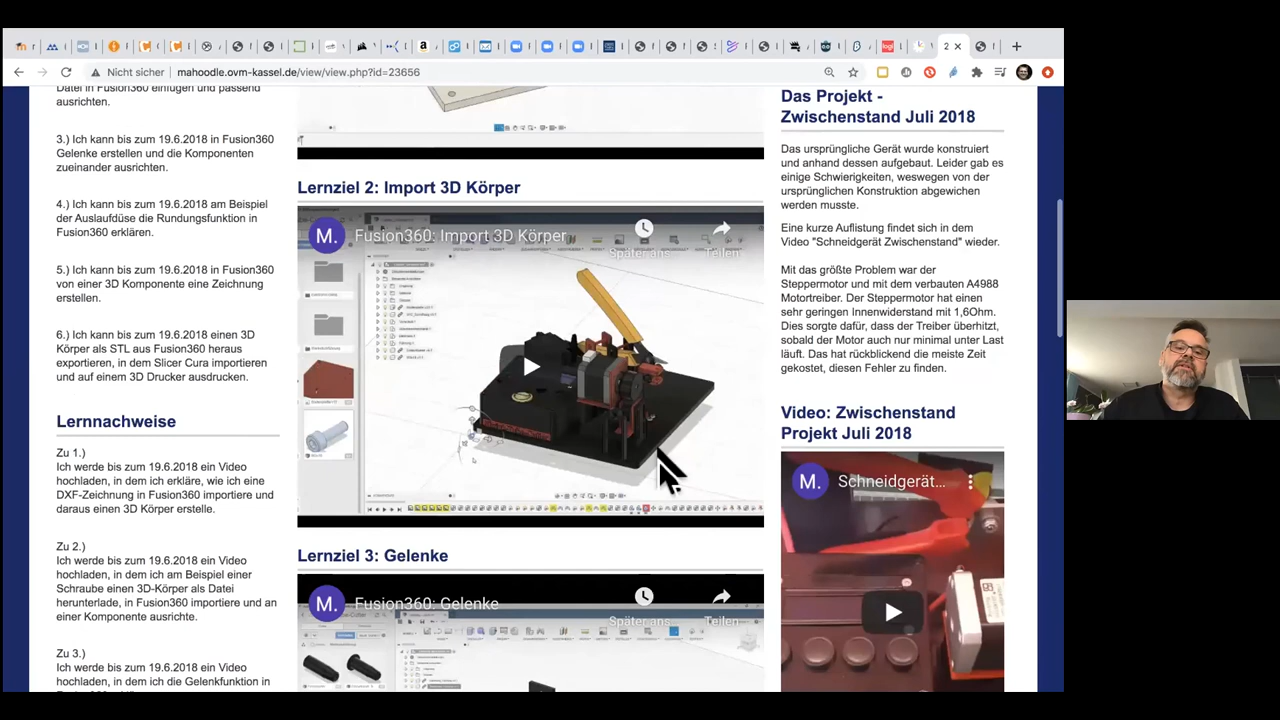 Nicht sicher
mahoodle.ovm-kassel.de/view/view.php?id=23656
Datei in Fusion360 einfügen und passend
ausrichten.
3.) Ich kann bis zum 19.6.2018 in Fusion360
Gelenke erstellen und die Komponenten
zueinander ausrichten.
4.) Ich kann bis zum 19.6.2018 am Beispiel
der Auslaufdüse die Rundungsfunktion in
Fusion360 erklären.
5.) Ich kann bis zum 19.6.2018 in Fusion360
von einer 3D Komponente eine Zeichnung
erstellen.
6.) Ich kann bis zum 19.6.2018 einen 3D
Körper als STL aus Fusion360 heraus
exportieren, in dem Slicer Cura importieren
und auf einem 3D Drucker ausdrucken.
Lernnachweise
Zu 1.)
Ich werde bis zum 19.6.2018 ein Video
hochladen, in dem ich erkläre, wie ich eine
DXF-Zeichnung in Fusion360 importiere und
daraus einen 3D Körper erstelle.
Zu 2.)
Ich werde bis zum 19.6.2018 ein Video
hochladen, in dem ich am Beispiel einer
Schraube einen 3D-Körper als Datei
herunterlade, in Fusion360 importiere und an
einer Komponente ausrichte.
Zu 3.)
Ich werde bis zum 19.6.2018 ein Video
hochladen, in dem ich die Gelenkfunktion in
Lernziel 2: Import 3D Körper
M.
Fusion360: Import 3D Körper
Später ans...
Teilen
Lernziel 3: Gelenke
M.
Fusion360: Gelenke
Später ans...
Teilen
Das Projekt -
Zwischenstand Juli 2018
Das ursprüngliche Gerät wurde konstruiert
und anhand dessen aufgebaut. Leider gab es
einige Schwierigkeiten, weswegen von der
ursprünglichen Konstruktion abgewichen
werden musste.
Eine kurze Auflistung findet sich in dem
Video "Schneidgerät Zwischenstand" wieder.
Mit das größte Problem war der
Steppermotor und mit dem verbauten A4988
Motortreiber. Der Steppermotor hat einen
sehr geringen Innenwiderstand mit 1,6Ohm.
Dies sorgte nur, dass der Treiber überhitzt,
sobald der Motor auch nur minimal unter Last
läuft. Das hat rückblickend die meiste Zeit
gekostet, diesen Fehler zu finden.
Video: Zwischenstand
Projekt Juli 2018
M.
Schneidgerät...